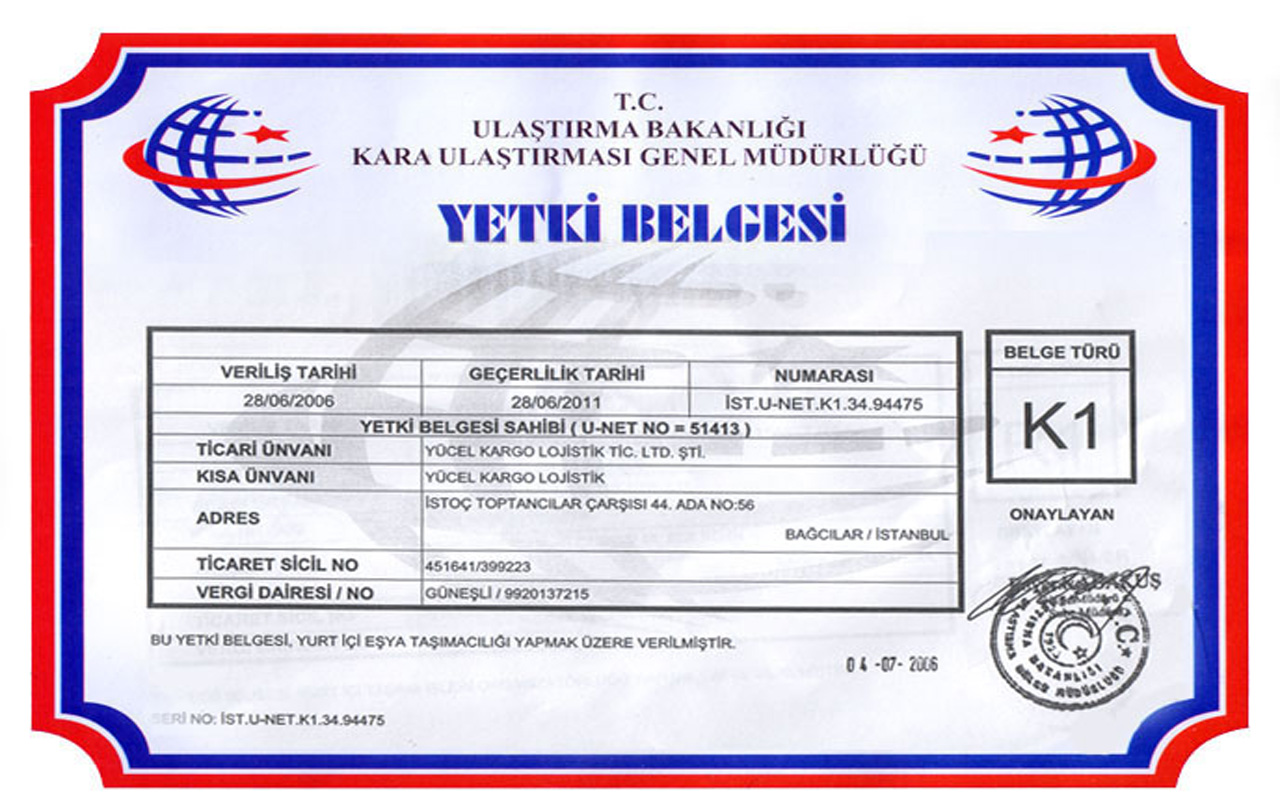 T.C.
ULAŞTIRMA BAKANLIĞI
KARA ULAŞTIRMASI GENEL MÜDÜRLÜĞÜ
YETKİ BELGESİ
VERİLİŞ TARİHİ GEÇERLİLİK TARİHİ NUMARASI
28/06/2006 28/06/2011 İST.U-NET.K1.34.94475
YETKİ BELGESİ SAHİBİ ( U-NET NO = 51413 )
TİCARİ ÜNVANI YÜCEL KARGO LOJİSTİK TİC. LTD. ŞTİ.
KISA ÜNVANI YÜCEL KARGO LOJİSTİK
ADRES İSTOÇ TOPTANCILAR ÇARŞISI 44. ADA NO:56
BAĞCILAR / İSTANBUL
TİCARET SİCİL NO 451641/399223
VERGİ DAİRESİ / NO GÜNEŞLİ / 9920137215
BELGE TÜRÜ
K1
ONAYLAYAN
BU YETKİ BELGESİ, YURT İÇİ EŞYA TAŞIMACILIĞI YAPMAK ÜZERE VERİLMİŞTİR.
04-07-2006
SERİ NO: İST.U-NET.K1.34.94475